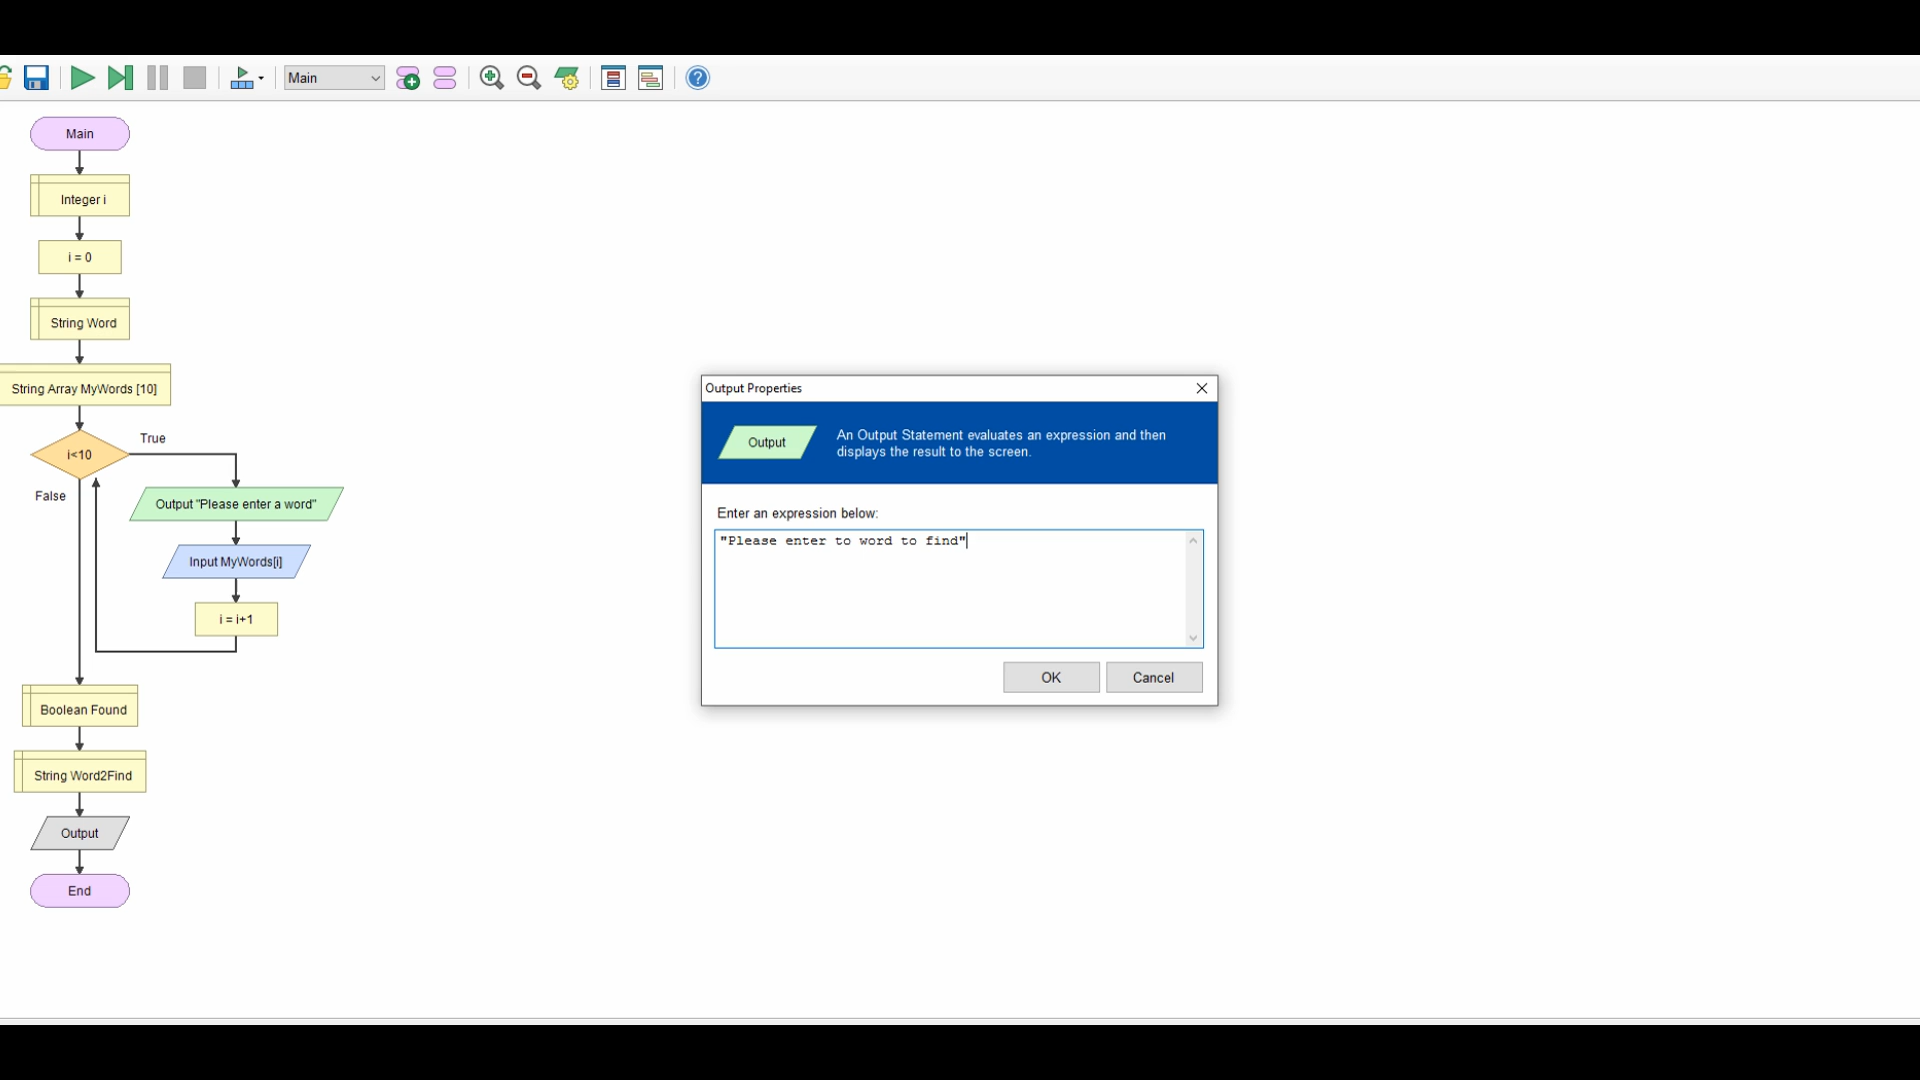 Main
Main
Integer i
i = 0
String Word
String Array MyWords [10]
True
i<10
False
Output "Please enter a word"
Input MyWords[i]
i = i+1
Boolean Found
String Word2Find
Output
End
Output Properties
Output
An Output Statement evaluates an expression and then
displays the result to the screen.
Enter an expression below:
"Please enter to word to find"
OK
Cancel